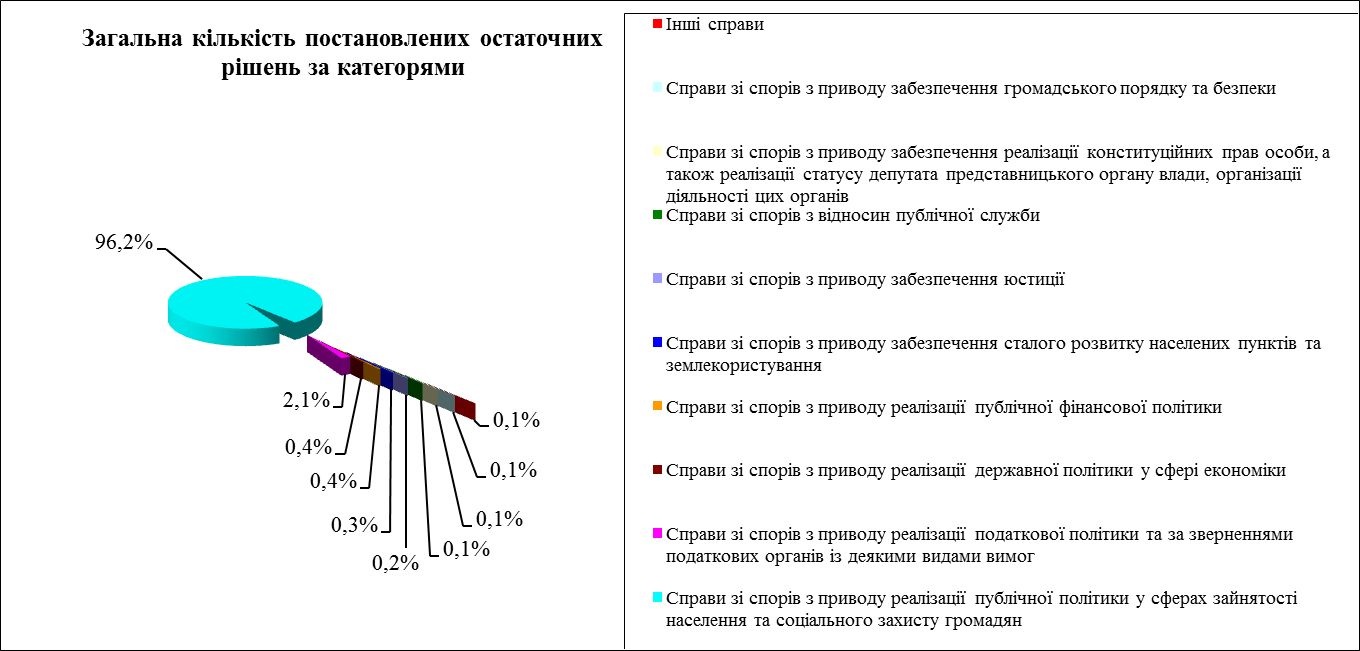 Загальна кількість постановлених остаточних
рішень за категорями
96,2%
2,1%
0,4%
0,4%
0,3%
0,2%
0,1%
0,1%
0,1%
0,1%
Інші справи
Справи зі спорів з приводу забезпечення громадського порядку та безпеки
Справи зі спорів з приводу забезпечення реалізації конституційних прав особи, а
також реалізації статусу депутата представницького органу влади, організації
діяльності цих органів
Справи зі спорів з відносин публічної служби
Справи зі спорів з приводу забезпечення юстиції
Справи зі спорів з приводу забезпечення сталого розвитку населених пунктів та
землекористування
Справи зі спорів з приводу реалізації публічної фінансової політики
Справи зі спорів з приводу реалізації державної політики у сфері економіки
Справи зі спорів з приводу реалізації податкової політики та за зверненнями
податкових органів із деякими видами вимог
Справи зі спорів з приводу реалізації публічної політики у сферах зайнятості
населення та соціального захисту громадян